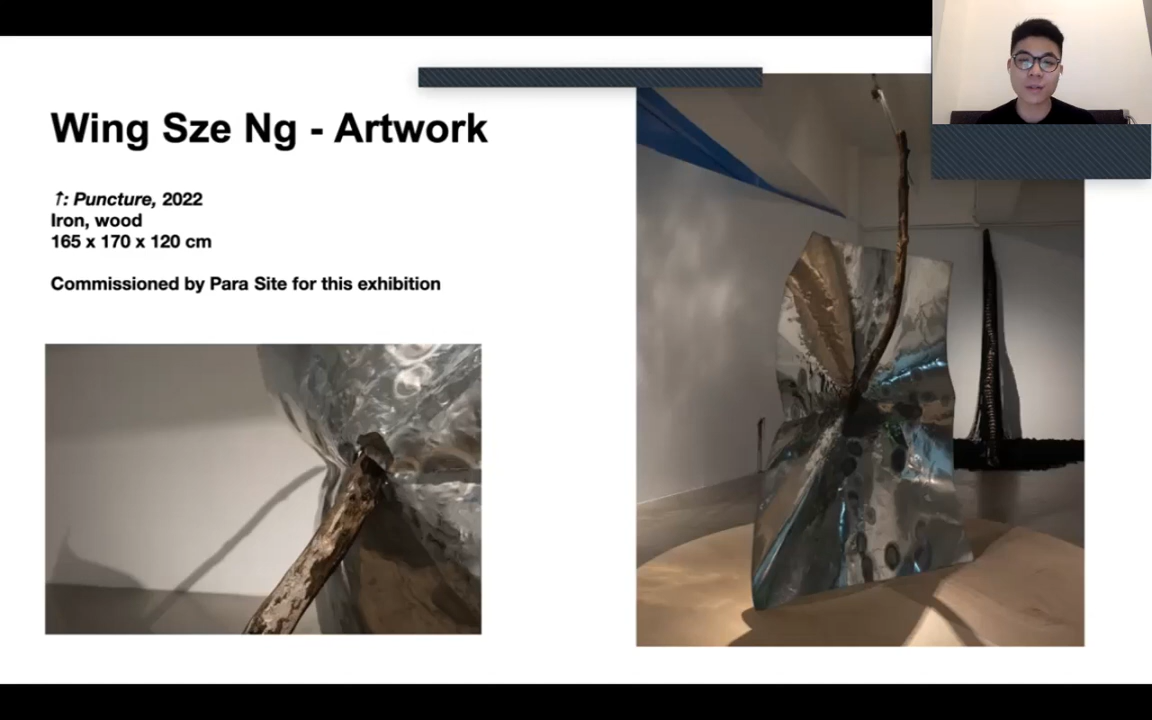 Wing Sze Ng - Artwork
↑: Puncture, 2022
Iron, wood
165 x 170 x 120 cm
Commissioned by Para Site for this exhibition